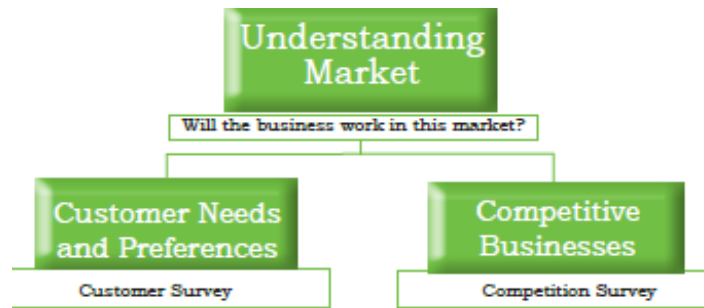 Understanding
Market
Will the business work in this market?
Customer Needs
and Preferences
Customer Survey
Competitive
Businesses
Competition Survey